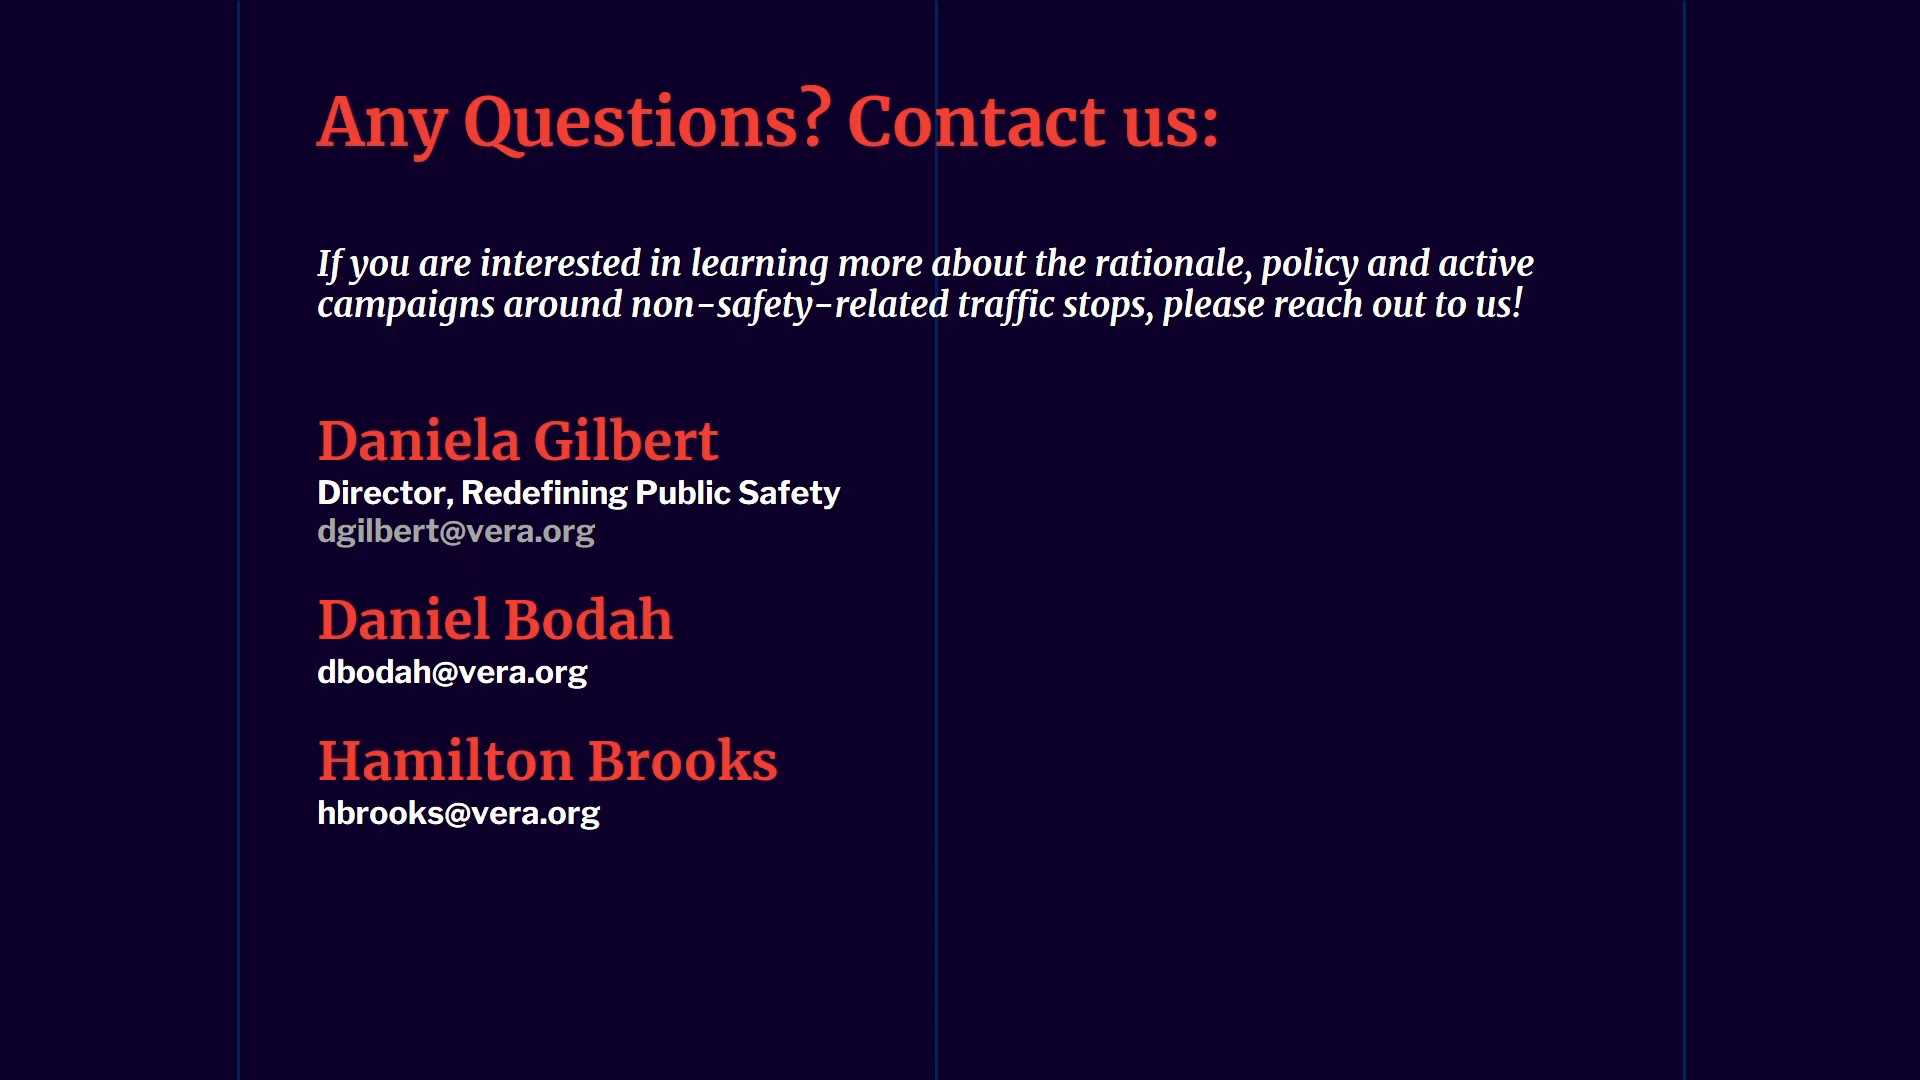 Any Questions? Contact us:
If you are interested in learning more about the rationale, policy and active
campaigns around non-safety-related traffic stops, please reach out to us!
Daniela Gilbert
Director, Redefining Public Safety
dgilbert@vera.org
Daniel Bodah
dbodah@vera.org
Hamilton Brooks
hbrooks@vera.org